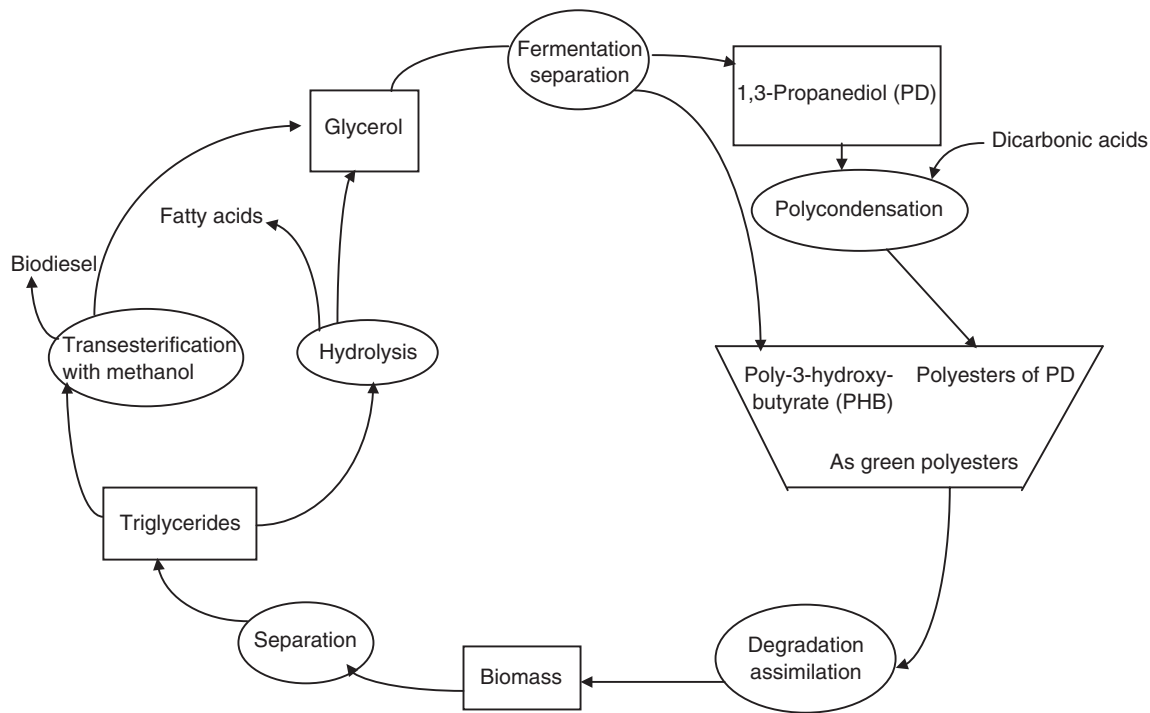 Fermentation
separation
1,3-Propanediol (PD)
Glycerol
Dicarbonic acids
Polycondensation
Fatty acids
Biodiesel
Transesterification
with methanol
Hydrolysis
Poly-3-hydroxy-
butyrate (PHB)
Polyesters of PD
As green polyesters
Triglycerides
Separation
Biomass
Degradation
assimilation